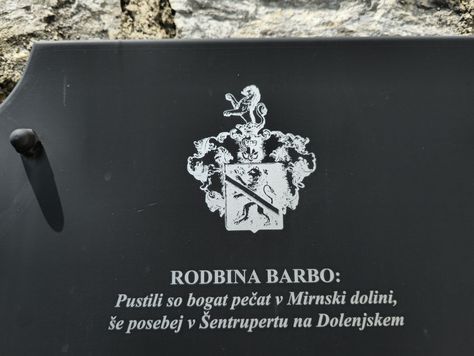 RODBINA BARBO:
Pustili so bogat pečat v Mirnski dolini,
še posebej v Šentrupertu na Dolenjskem